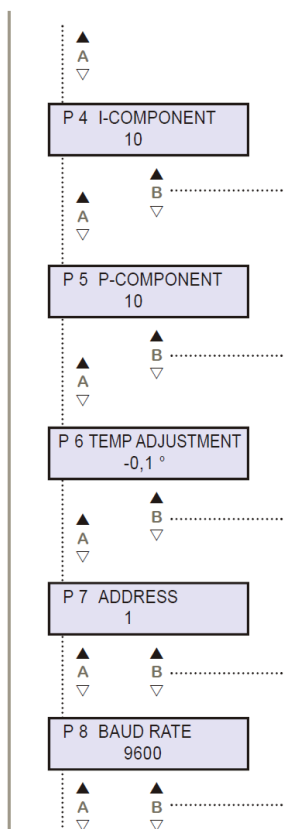 A
P 4 I-COMPONENT
10
B
A
P 5 P-COMPONENT
10
B
A
P 6 TEMP ADJUSTMENT
-0,1 °
B
A
P 7 ADDRESS
1
A B
P 8 BAUD RATE
9600
A B